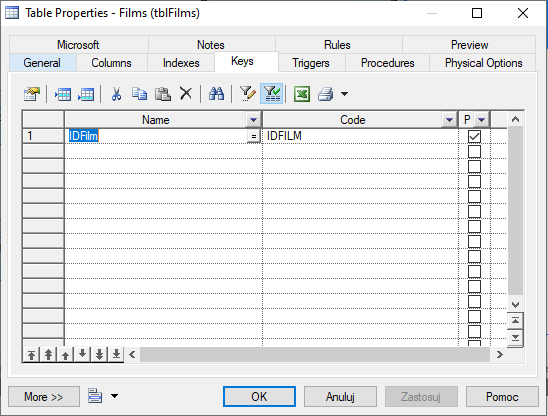 Table Properties - Films (tblFilms)
Microsoft Notes Rules Preview
General Columns Indexes Keys Triggers Procedures Physical Options
Name Code P
1 IDFilm = IDFILM
More >> OK Anuluj Zastosuj Pomoc